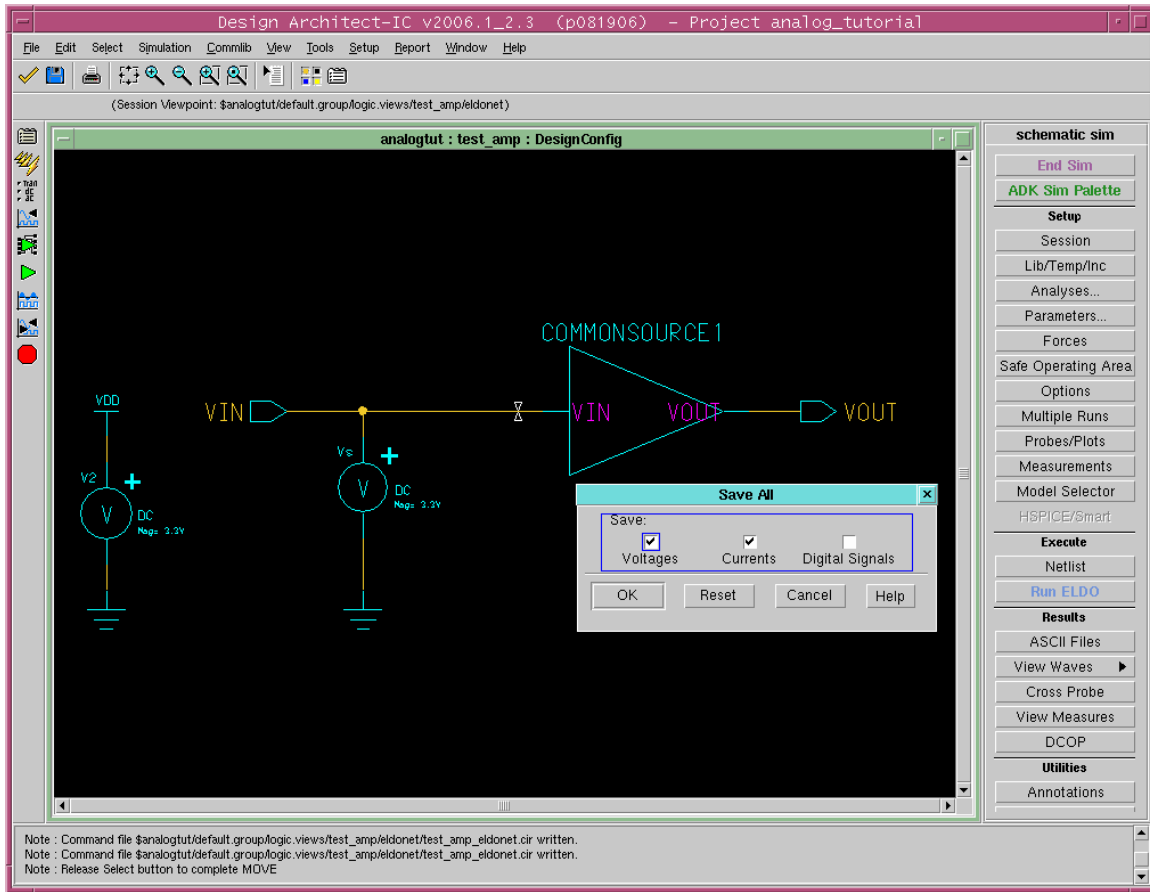 Design Architect-IC v2006.1_2.3 (p081906) - Project analog_tutorial
File Edit Select Simulation Commlib View Tools Setup Report Window Help
(Session Viewpoint: $analogtut/default.group/logic.views/test_amp/eldonet)
Tran
dc
ac
analogtut : test_amp : DesignConfig
COMMONSOURCE1
VDD
VIN
VIN
VOUT
VOUT
Vs
V
DC
Mag= 3.3V
V2
V
DC
Mag= 3.3V
Save All
Save:
Voltages Currents Digital Signals
OK Reset Cancel Help
schematic sim
End Sim
ADK Sim Palette
Setup
Session
Lib/Temp/Inc
Analyses...
Parameters...
Forces
Safe Operating Area
Options
Multiple Runs
Probes/Plots
Measurements
Model Selector
HSPICE/Smart
Execute
Netlist
Run ELDO
Results
ASCII Files
View Waves
Cross Probe
View Measures
DCOP
Utilities
Annotations
Note : Command file $analogtut/default.group/logic.views/test_amp/eldonet/test_amp_eldonet.cir written.
Note : Command file $analogtut/default.group/logic.views/test_amp/eldonet/test_amp_eldonet.cir written.
Note : Release Select button to complete MOVE